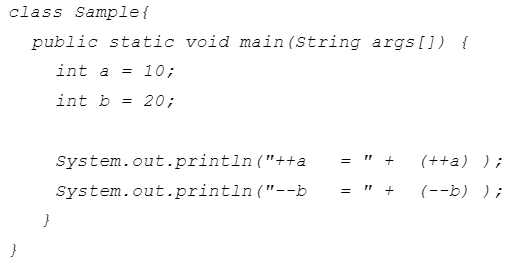 class Sample{
public static void main(String args[]) {
int a = 10;
int b = 20;
System.out.println("++a   = " +  (++a) );
System.out.println("--b   = " +  (--b) );
}
}